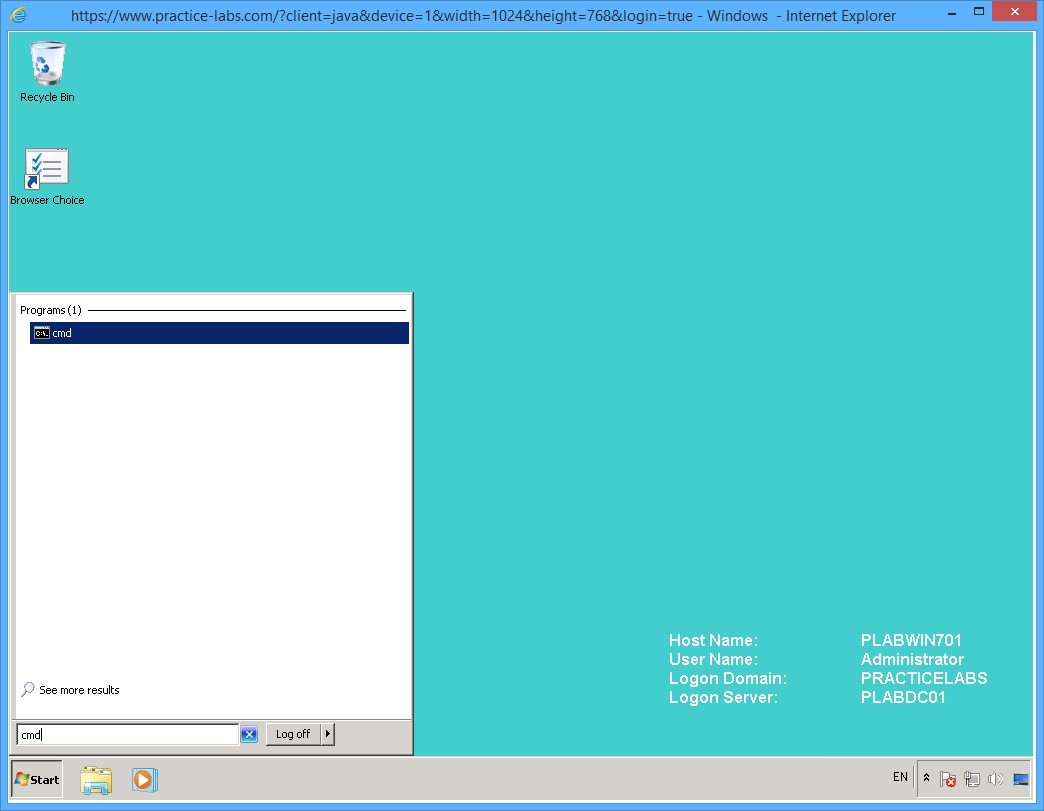 https://www.practice-labs.com/?client=java&device=1&width=1024&height=768&login=true - Windows - Internet Explorer
Recycle Bin
Browser Choice
Programs (1)
C:\.
cmd
See more results
cmd
Log off
Host Name: PLABWIN701
User Name: Administrator
Logon Domain: PRACTICELABS
Logon Server: PLABDC01
Start
EN